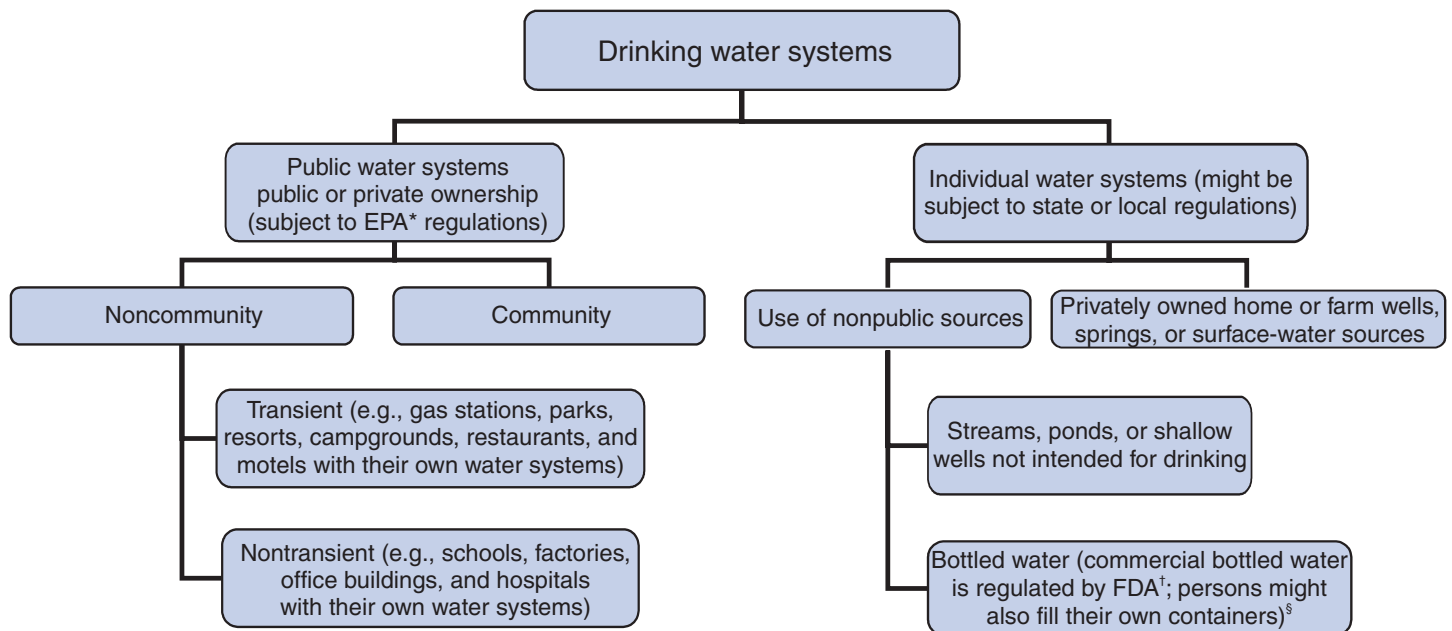 Drinking water systems
Public water systems
public or private ownership
(subject to EPA* regulations)
Individual water systems (might be
subject to state or local regulations)
Noncommunity
Community
Use of nonpublic sources
Privately owned home or farm wells,
springs, or surface-water sources
Transient (e.g., gas stations, parks,
resorts, campgrounds, restaurants, and
motels with their own water systems)
Streams, ponds, or shallow
wells not intended for drinking
Nontransient (e.g., schools, factories,
office buildings, and hospitals
with their own water systems)
Bottled water (commercial bottled water
is regulated by FDA†; persons might
also fill their own containers)§